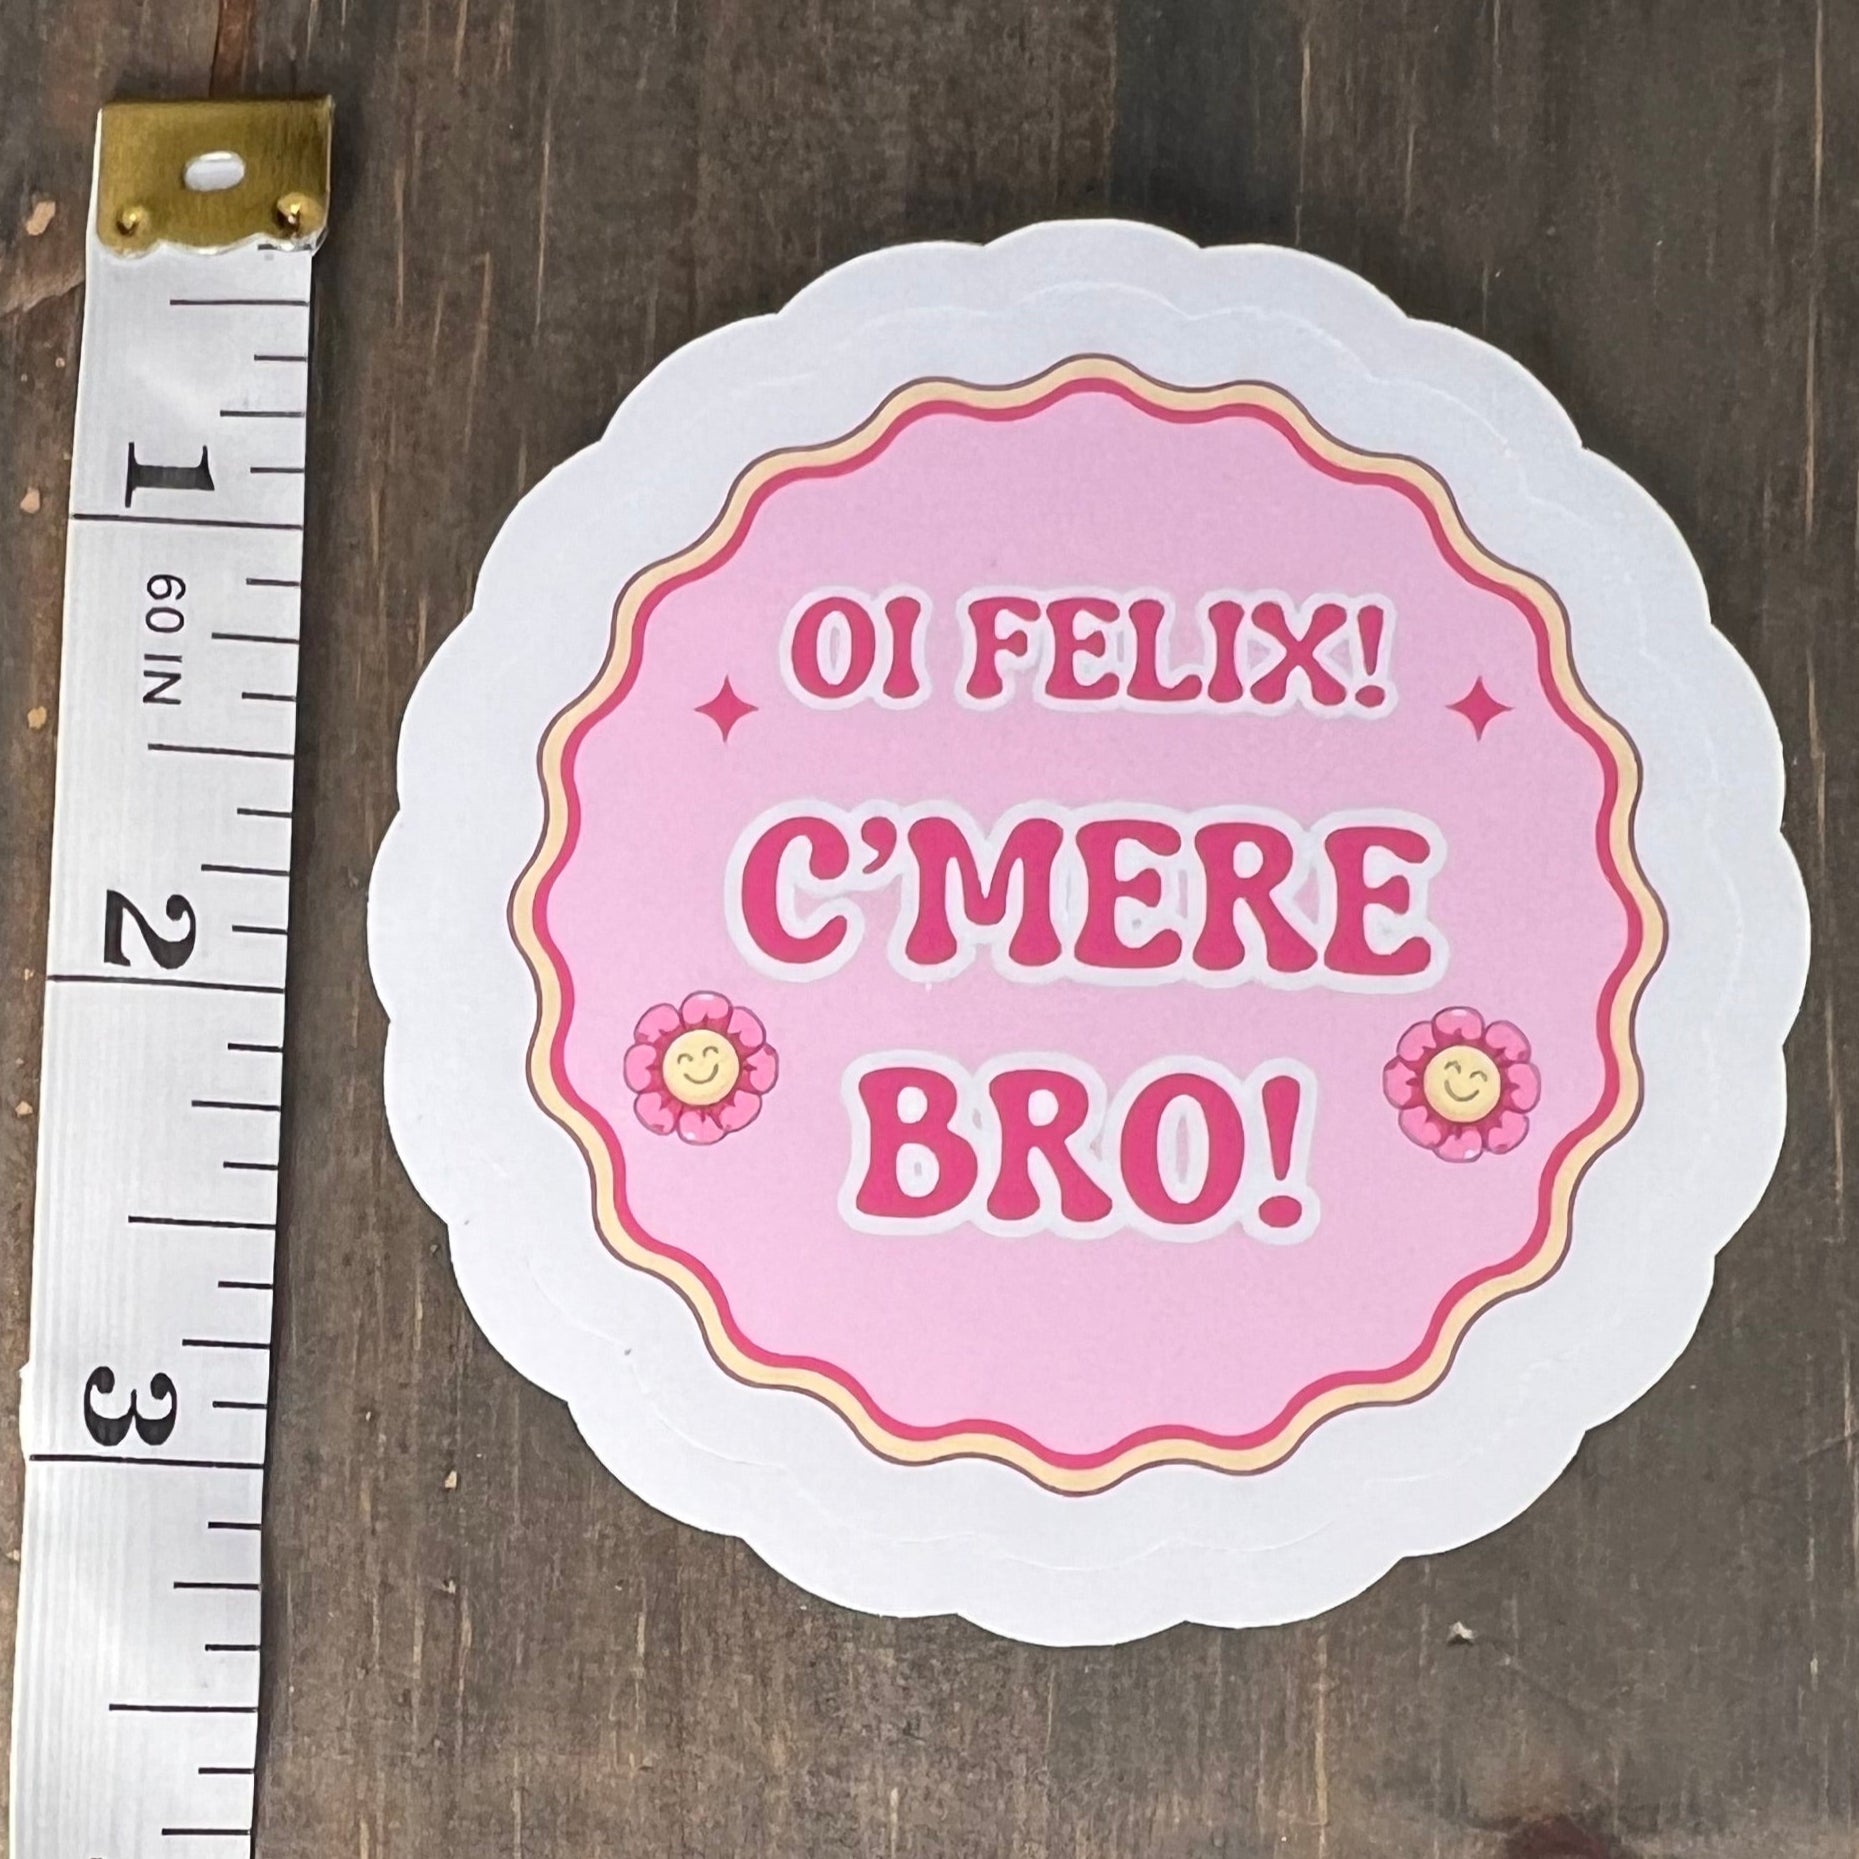 OI FELIX!
C'MERE
BRO!
1
60 IN
2
3